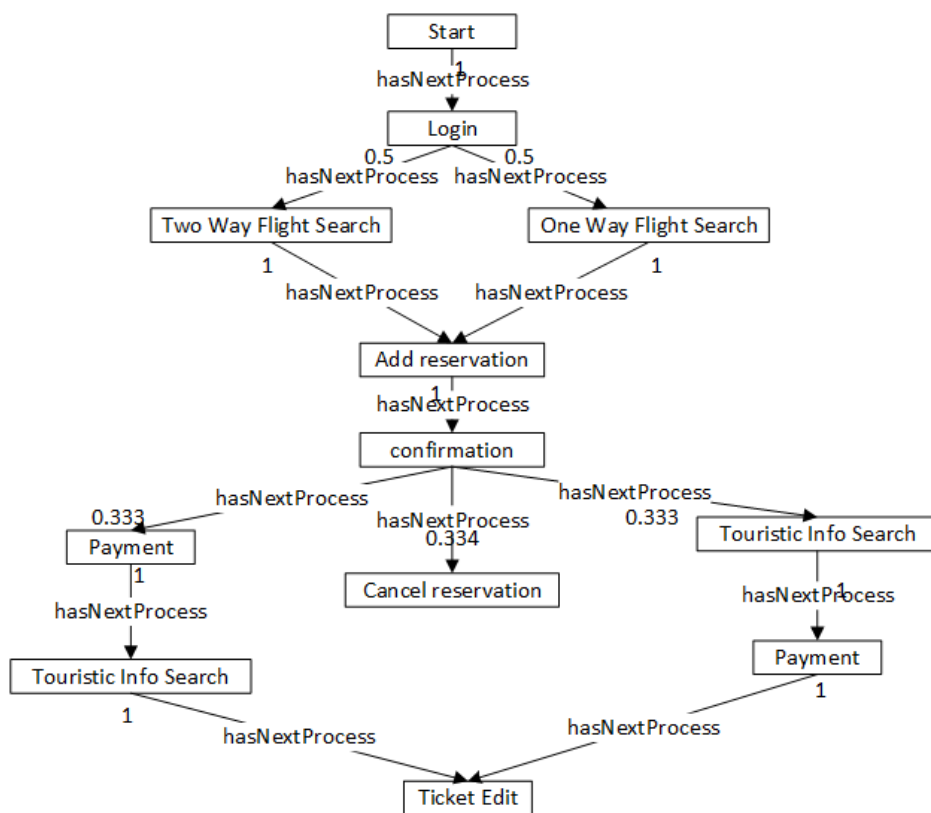 Start
1
hasNextProcess
Login
0.5 0.5
hasNextProcess hasNextProcess
Two Way Flight Search One Way Flight Search
1 1
hasNextProcess hasNextProcess
Add reservation
1
hasNextProcess
confirmation
hasNextProcess hasNextProcess
0.333 hasNextProcess 0.333
0.334
Payment Touristic Info Search
1 Cancel reservation 1
hasNextProcess hasNextProcess
Touristic Info Search Payment
1 1
hasNextProcess hasNextProcess
Ticket Edit